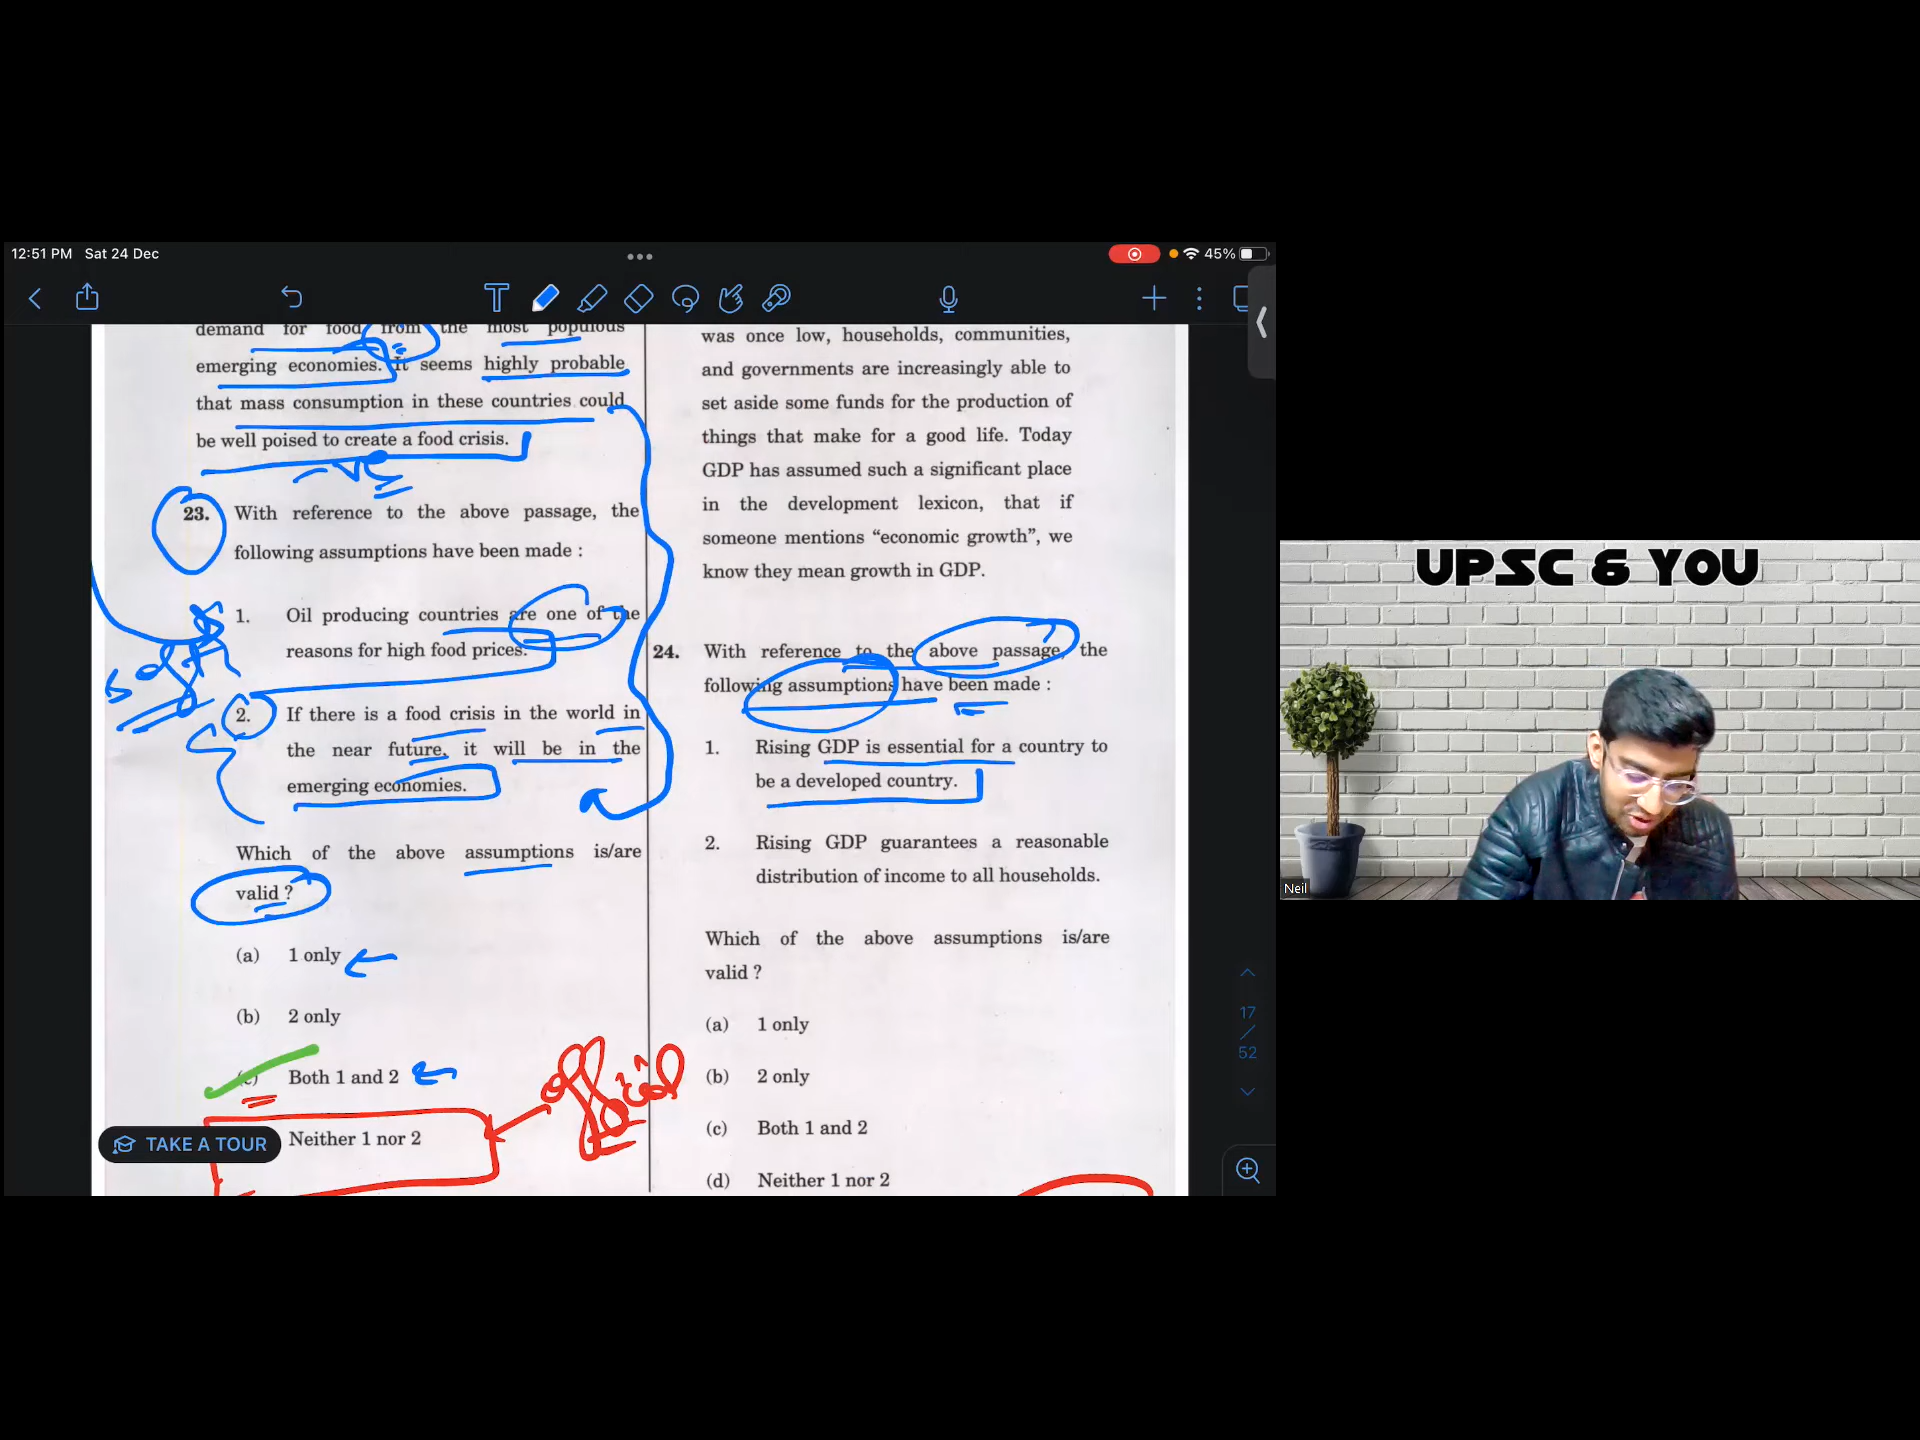 12:51 PM Sat 24 Dec
45%
demand for food from the most populous
emerging economies. It seems highly probable
that mass consumption in these countries could
be well poised to create a food crisis.
23. With reference to the above passage, the
following assumptions have been made :
1. Oil producing countries are one of the
reasons for high food prices.
2. If there is a food crisis in the world in
the near future, it will be in the
emerging economies.
Which of the above assumptions is/are
valid ?
(a) 1 only
(b) 2 only
(c) Both 1 and 2
Neither 1 nor 2
official
TAKE A TOUR
was once low, households, communities,
and governments are increasingly able to
set aside some funds for the production of
things that make for a good life. Today
GDP has assumed such a significant place
in the development lexicon, that if
someone mentions “economic growth”, we
know they mean growth in GDP.
24. With reference to the above passage, the
following assumptions have been made :
1. Rising GDP is essential for a country to
be a developed country.
2. Rising GDP guarantees a reasonable
distribution of income to all households.
Which of the above assumptions is/are
valid ?
(a) 1 only
(b) 2 only
(c) Both 1 and 2
(d) Neither 1 nor 2
17
/
52
UPSC & YOU
Neil